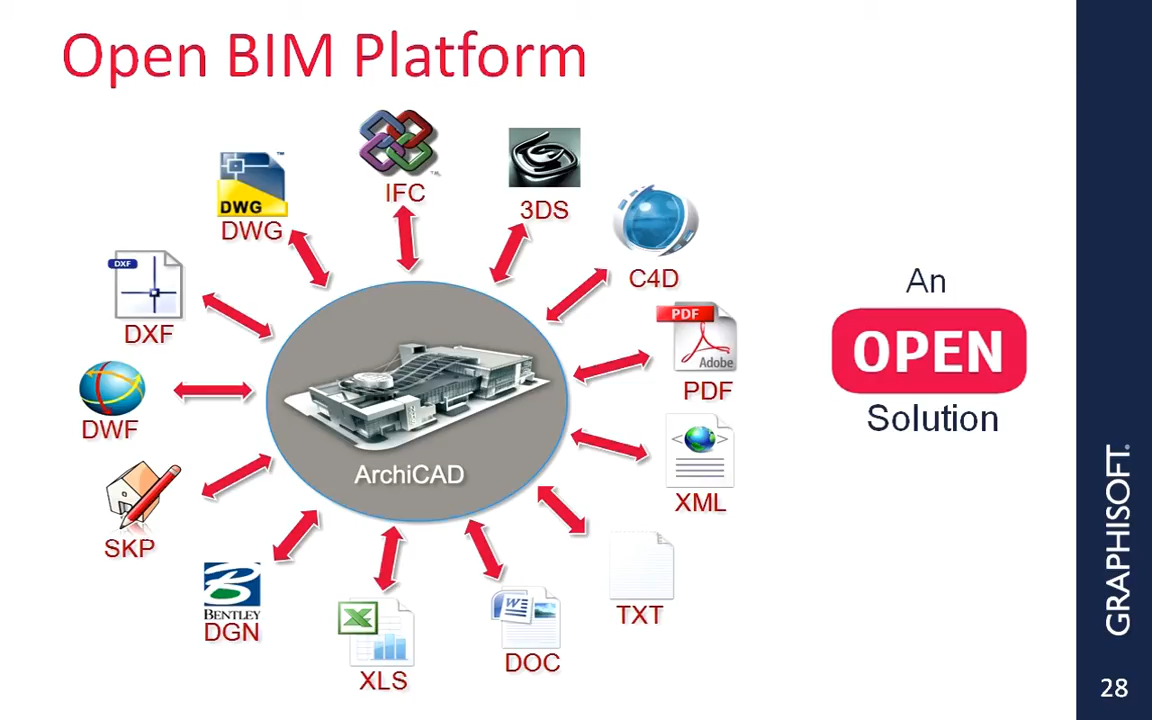 Open BIM Platform
IFC
3DS
DWG
DWG
C4D
DXF
DXF
PDF
Adobe
PDF
DWF
XML
SKP
ArchiCAD
TXT
BENTLEY
DGN
XLS
DOC
An
OPEN
Solution
GRAPHISOFT
28